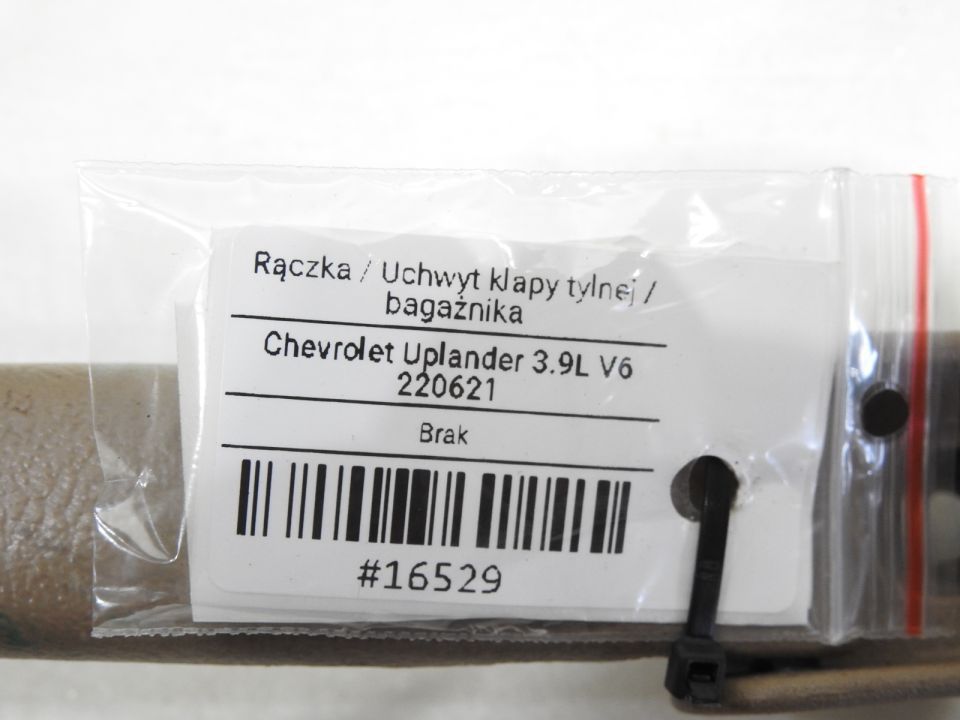 Rączka / Uchwyt klapy tylnej /
bagażnika
Chevrolet Uplander 3.9L V6
220621
Brak
#16529